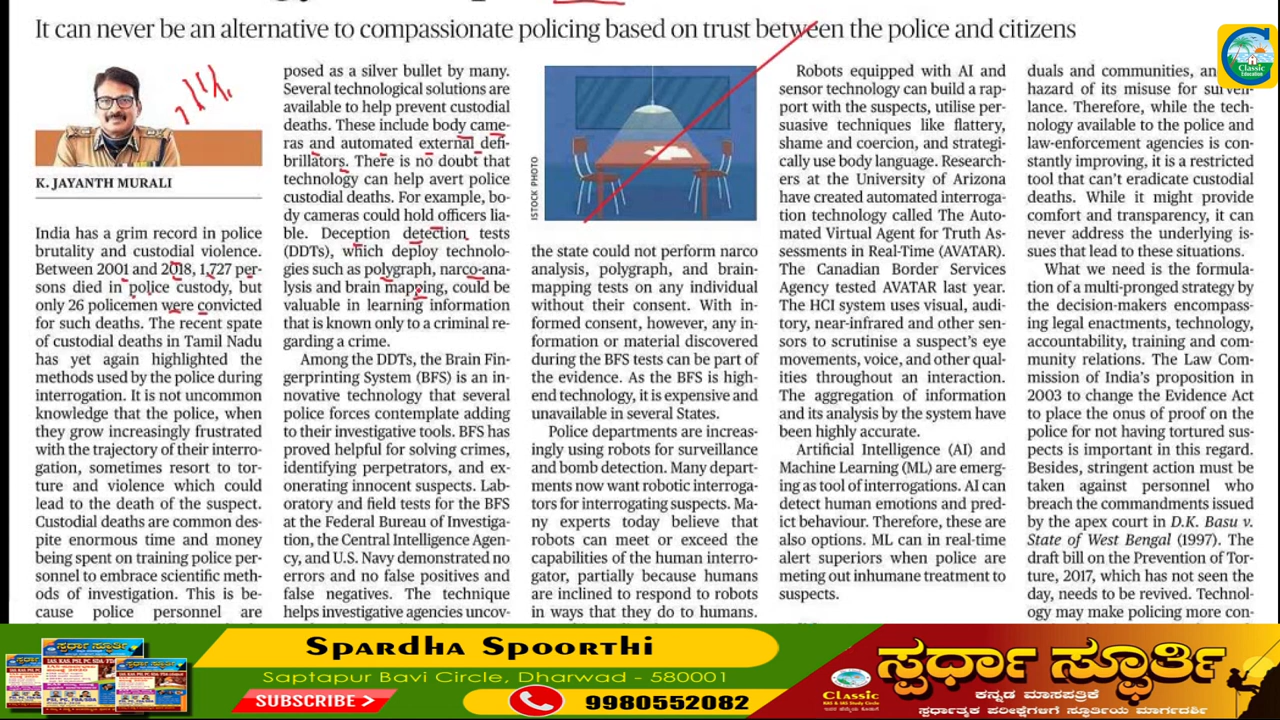 It can never be an alternative to compassionate policing based on trust between the police and citizens
K. JAYANTH MURALI
India has a grim record in police
brutality and custodial violence.
Between 2001 and 2018, 1,727 per-
sons died in police custody, but
only 26 policemen were convicted
for such deaths. The recent spate
of custodial deaths in Tamil Nadu
has yet again highlighted the
methods used by the police during
interrogation. It is not uncommon
knowledge that the police, when
they grow increasingly frustrated
with the trajectory of their interro-
gation, sometimes resort to tor-
ture and violence which could
lead to the death of the suspect.
Custodial deaths are common des-
pite enormous time and money
being spent on training police per-
sonnel to embrace scientific meth-
ods of investigation. This is be-
cause police personnel are
posed as a silver bullet by many.
Several technological solutions are
available to help prevent custodial
deaths. These include body came-
ras and automated external defi-
brillators. There is no doubt that
technology can help avert police
custodial deaths. For example, bo-
dy cameras could hold officers lia-
ble. Deception detection tests
(DDTs), which deploy technolo-
gies such as polygraph, narco-ana-
lysis and brain mapping, could be
valuable in learning information
that is known only to a criminal re-
garding a crime.
Among the DDTs, the Brain Fin-
gerprinting System (BFS) is an in-
novative technology that several
police forces contemplate adding
to their investigative tools. BFS has
proved helpful for solving crimes,
identifying perpetrators, and ex-
onerating innocent suspects. Lab-
oratory and field tests for the BFS
at the Federal Bureau of Investiga-
tion, the Central Intelligence Agen-
cy, and U.S. Navy demonstrated no
errors and no false positives and
false negatives. The technique
helps investigative agencies uncov-
ISTOCK PHOTO
the state could not perform narco
analysis, polygraph, and brain-
mapping tests on any individual
without their consent. With in-
formed consent, however, any in-
formation or material discovered
during the BFS tests can be part of
the evidence. As the BFS is high-
end technology, it is expensive and
unavailable in several States.
Police departments are increas-
ingly using robots for surveillance
and bomb detection. Many depart-
ments now want robotic interroga-
tors for interrogating suspects. Ma-
ny experts today believe that
robots can meet or exceed the
capabilities of the human interro-
gator, partially because humans
are inclined to respond to robots
in ways that they do to humans.
Robots equipped with AI and
sensor technology can build a rap-
port with the suspects, utilise per-
suasive techniques like flattery,
shame and coercion, and strategi-
cally use body language. Research-
ers at the University of Arizona
have created automated interroga-
tion technology called The Auto-
mated Virtual Agent for Truth As-
sessments in Real-Time (AVATAR).
The Canadian Border Services
Agency tested AVATAR last year.
The HCI system uses visual, audi-
tory, near-infrared and other sen-
sors to scrutinise a suspect's eye
movements, voice, and other qual-
ities throughout an interaction.
The aggregation of information
and its analysis by the system have
been highly accurate.
Artificial Intelligence (AI) and
Machine Learning (ML) are emerg-
ing as tool of interrogations. AI can
detect human emotions and pred-
ict behaviour. Therefore, these are
also options. ML can in real-time
alert superiors when police are
meting out inhumane treatment to
suspects.
duals and communities, an
hazard of its misuse for surveil-
lance. Therefore, while the tech-
nology available to the police and
law-enforcement agencies is con-
stantly improving, it is a restricted
tool that can't eradicate custodial
deaths. While it might provide
comfort and transparency, it can
never address the underlying is-
sues that lead to these situations.
What we need is the formula-
tion of a multi-pronged strategy by
the decision-makers encompass-
ing legal enactments, technology,
accountability, training and com-
munity relations. The Law Com-
mission of India's proposition in
2003 to change the Evidence Act
to place the onus of proof on the
police for not having tortured sus-
pects is important in this regard.
Besides, stringent action must be
taken against personnel who
breach the commandments issued
by the apex court in D.K. Basu v.
State of West Bengal (1997). The
draft bill on the Prevention of Tor-
ture, 2017, which has not seen the
day, needs to be revived. Technol-
ogy may make policing more con-
Classic
Education
SPARDHA SPOORTHI
Saptapur Bavi Circle, Dharwad - 580001
SUBSCRIBE
9980552082
Classic
KAS & IAS Study Circle
ಸ್ಪರ್ಧಾ ಸ್ಫೂರ್ತಿ
ಕನ್ನಡ ಮಾಸಪತ್ರಿಕೆ
ಸ್ಪರ್ಧಾತ್ಮಕ ಪರೀಕ್ಷೆಗಳಿಗೆ ಸ್ಫೂರ್ತಿಯ ಮಾರ್ಗದರ್ಶಿ